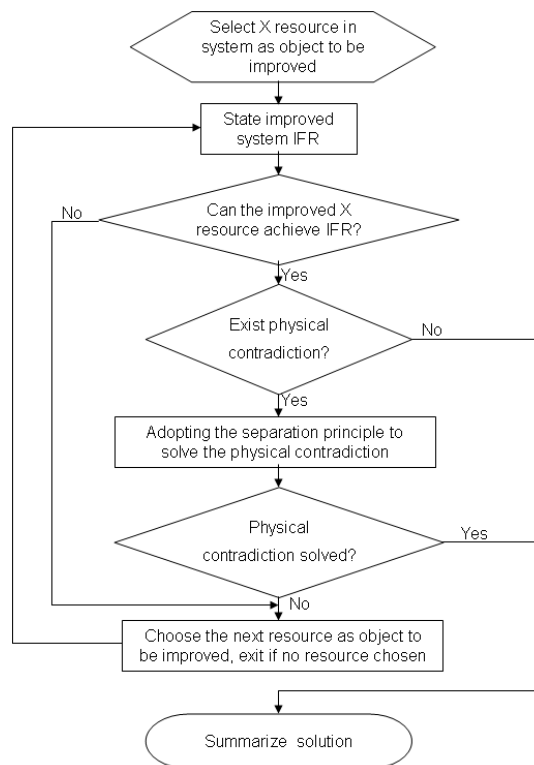 Select X resource in
system as object to be
improved
State improved
system IFR
No
Can the improved X
resource achieve IFR?
Yes
Exist physical
contradiction?
No
Yes
Adopting the separation principle to
solve the physical contradiction
Physical
contradiction solved?
Yes
No
Choose the next resource as object to
be improved, exit if no resource chosen
Summarize solution